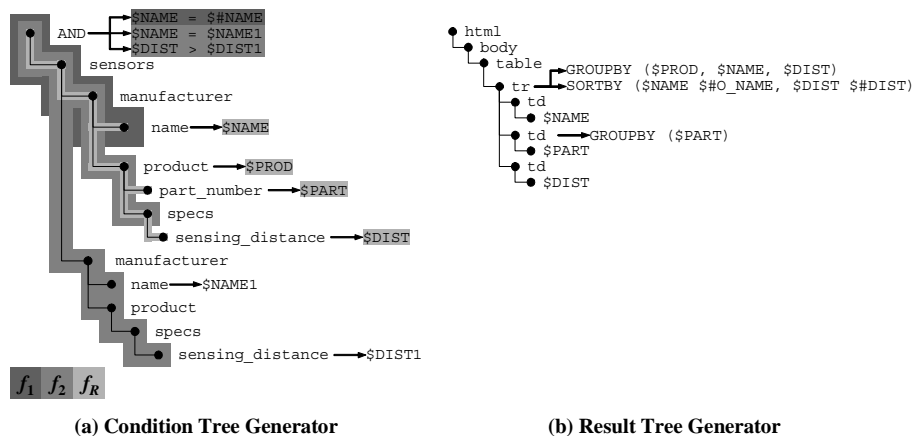 AND
$NAME = $#NAME
$NAME = $NAME1
$DIST > $DIST1
sensors
manufacturer
name $NAME
product $PROD
part_number $PART
specs
sensing_distance $DIST
manufacturer
name $NAME1
product
specs
sensing_distance $DIST1
f1 f2 fR
(a) Condition Tree Generator
html
body
table
tr GROUPBY ($PROD, $NAME, $DIST)
SORTBY ($NAME $#O_NAME, $DIST $#DIST)
td
$NAME
td GROUPBY ($PART)
$PART
td
$DIST
(b) Result Tree Generator